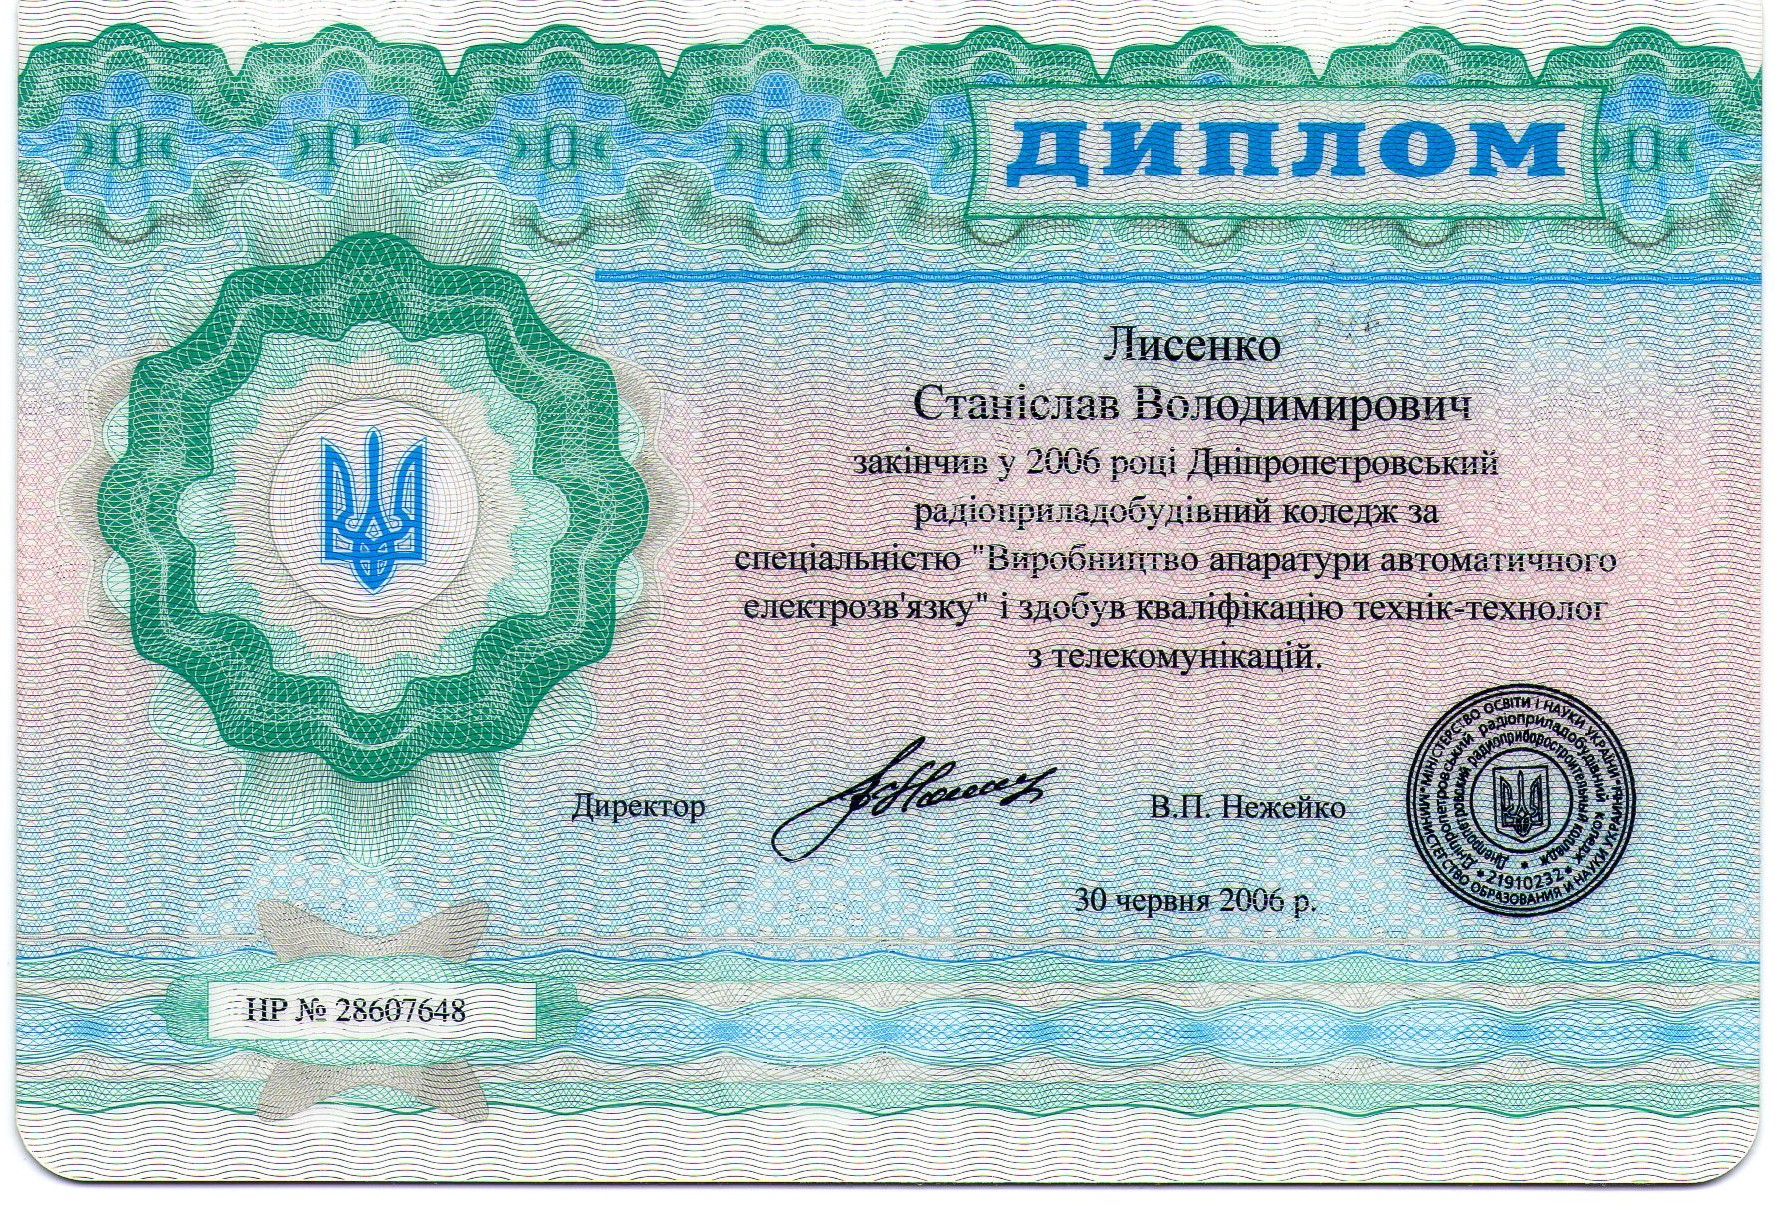 ДИПЛОМ
Лисенко
Станіслав Володимирович
закінчив у 2006 році Дніпропетровський
радіоприладобудівний коледж за
спеціальністю "Виробництво апаратури автоматичного
електрозв'язку" і здобув кваліфікацію технік-технолог
з телекомунікацій.
Директор
В.П. Нежейко
МІНІСТЕРСТВО ОСВІТИ І НАУКИ УКРАЇНИ
МИНИСТЕРСТВО ОБРАЗОВАНИЯ И НАУКИ УКРАИНЫ
Дніпропетровський радіоприладобудівний коледж
Днепропетровский радиоприборостроительный колледж
* 21910232 *
30 червня 2006 р.
НР № 28607648